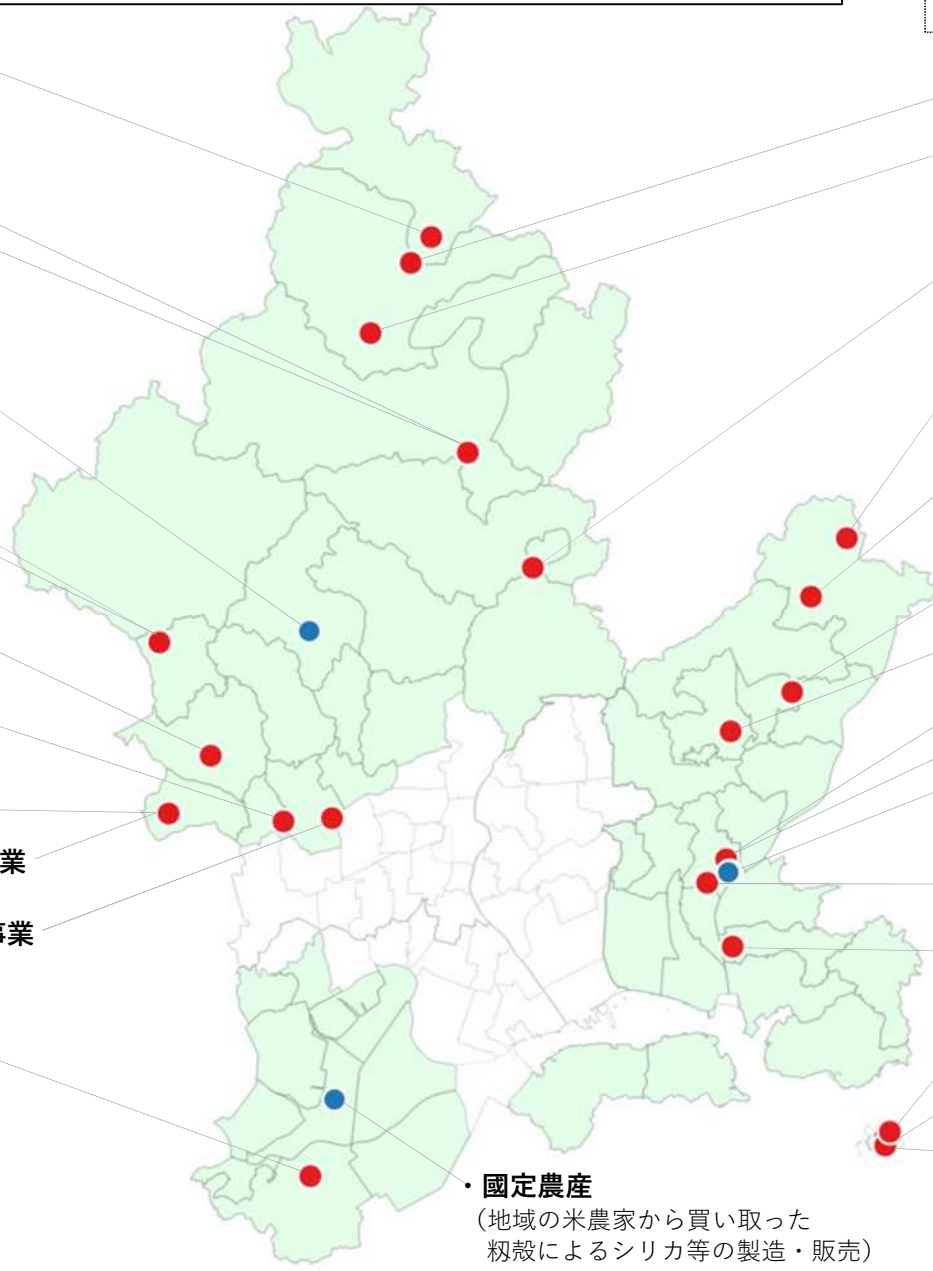 業
事業
・國定農産
（地域の米農家から買い取った
籾殻によるシリカ等の製造・販売）